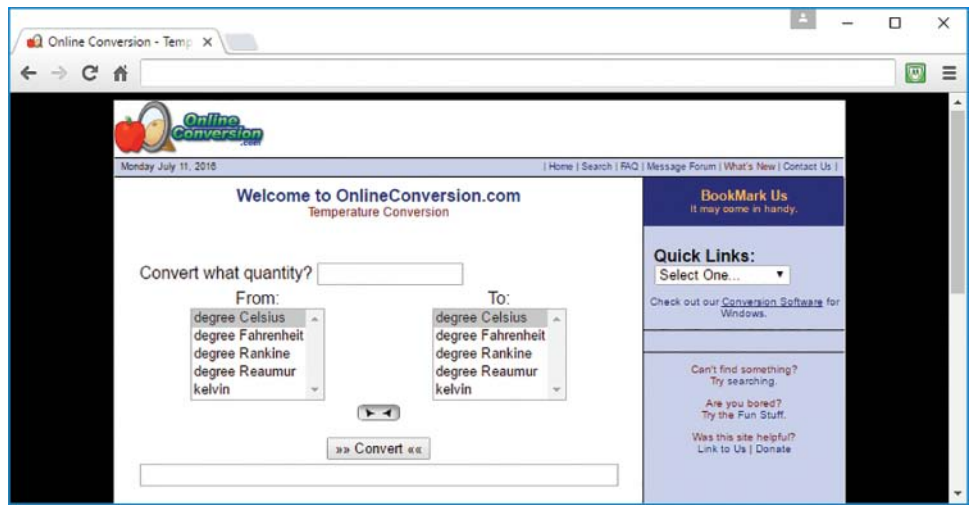 Online Conversion - Temp
Online
Conversion
.com
Monday July 11, 2016
| Home | Search | FAQ | Message Forum | What's New | Contact Us |
Welcome to OnlineConversion.com
Temperature Conversion
Convert what quantity?
From:
To:
degree Celsius
degree Fahrenheit
degree Rankine
degree Reaumur
kelvin
degree Celsius
degree Fahrenheit
degree Rankine
degree Reaumur
kelvin
»» Convert ««
BookMark Us
It may come in handy.
Quick Links:
Select One...
Check out our Conversion Software for
Windows.
Can't find something?
Try searching.
Are you bored?
Try the Fun Stuff.
Was this site helpful?
Link to Us | Donate